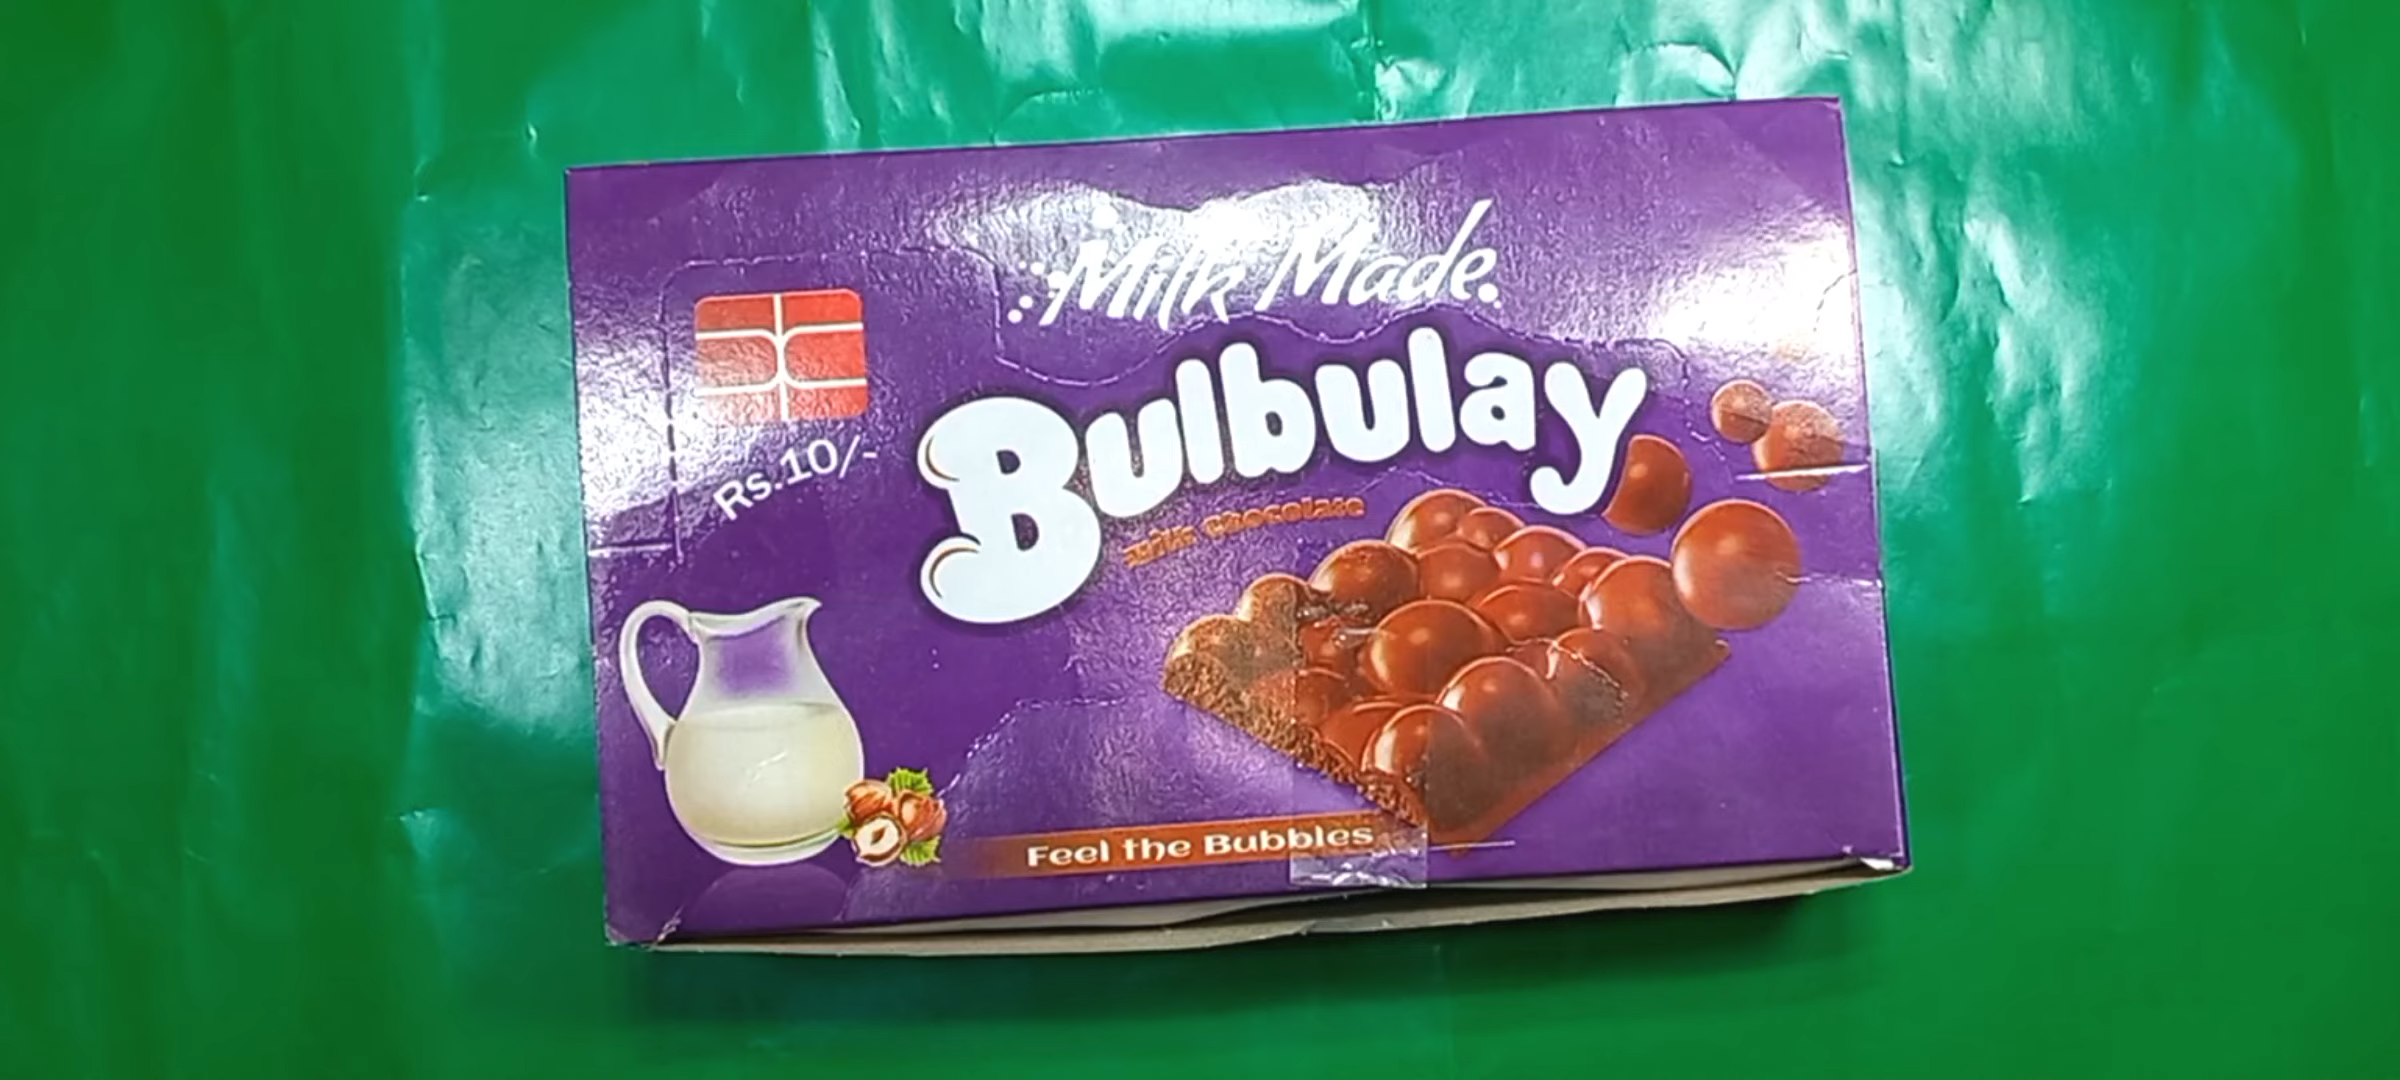 Milk Made
Bulbulay
milk chocolate
Rs.10/-
Feel the Bubbles